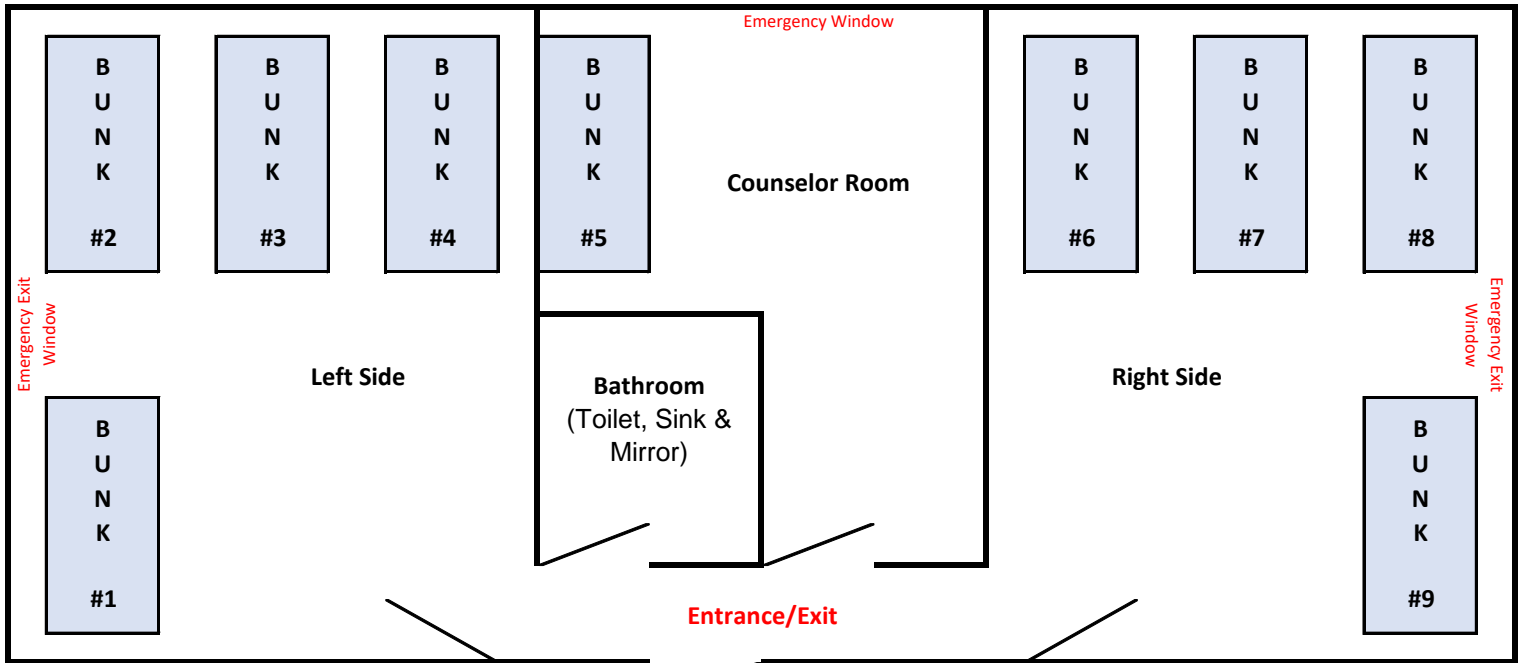 Emergency Window
B
U
N
K
#2
B
U
N
K
#3
B
U
N
K
#4
B
U
N
K
#5
Counselor Room
B
U
N
K
#6
B
U
N
K
#7
B
U
N
K
#8
Emergency Exit
Window
Left Side
Bathroom
(Toilet, Sink &
Mirror)
Right Side
Emergency Exit
Window
B
U
N
K
#1
Entrance/Exit
B
U
N
K
#9